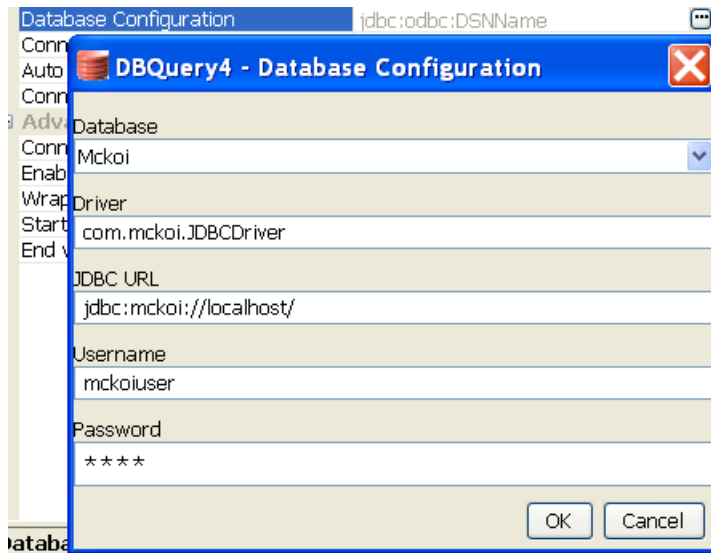 Database Configuration jdbc:odbc:DSNName
Conn
Auto
Conn
Adva
Conn
Enab
Wrap
Start
End v
DBQuery4 - Database Configuration
Database
Mckoi
Driver
com.mckoi.JDBCDriver
JDBC URL
jdbc:mckoi://localhost/
Username
mckoiuser
Password
****
OK Cancel
Databa